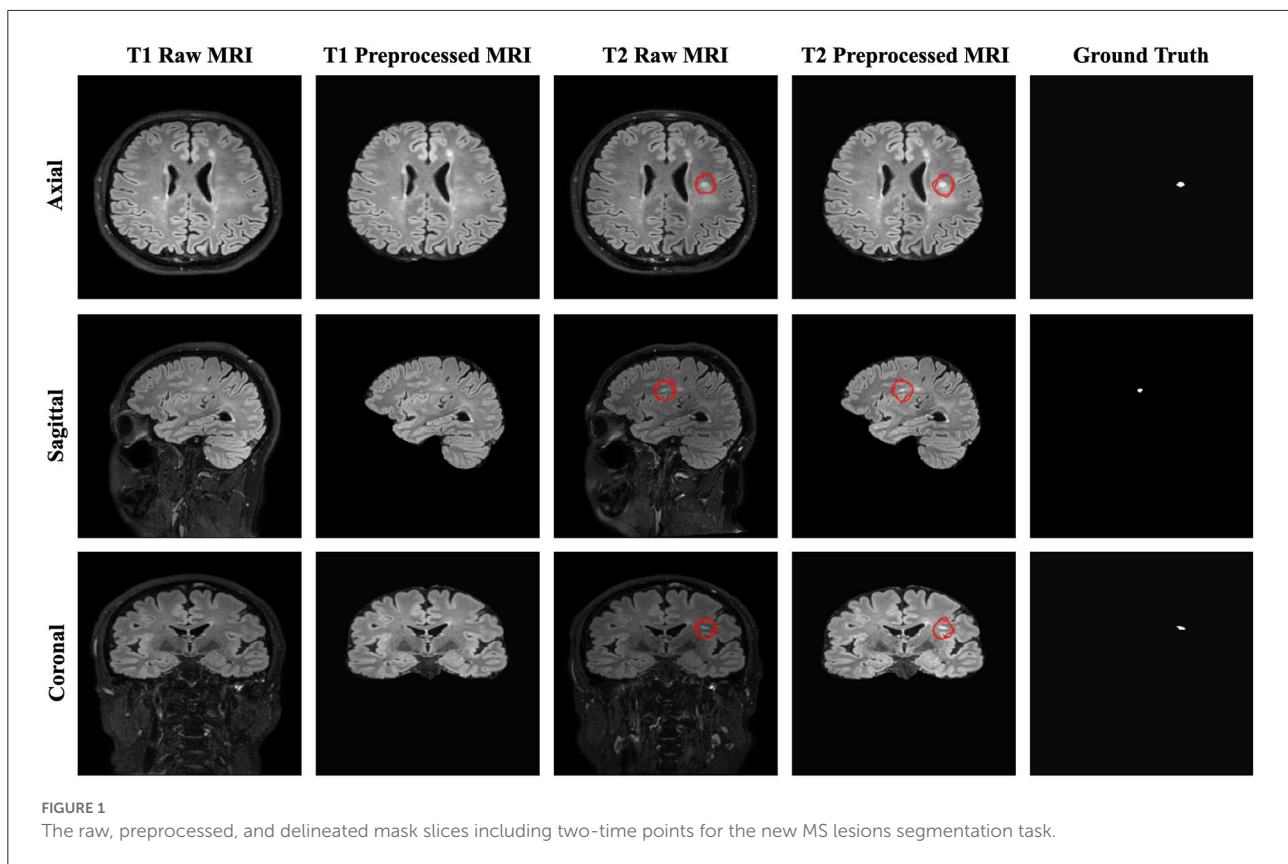 T1 Raw MRI T1 Preprocessed MRI T2 Raw MRI T2 Preprocessed MRI Ground Truth
Axial
Sagittal
Coronal
FIGURE 1
The raw, preprocessed, and delineated mask slices including two-time points for the new MS lesions segmentation task.